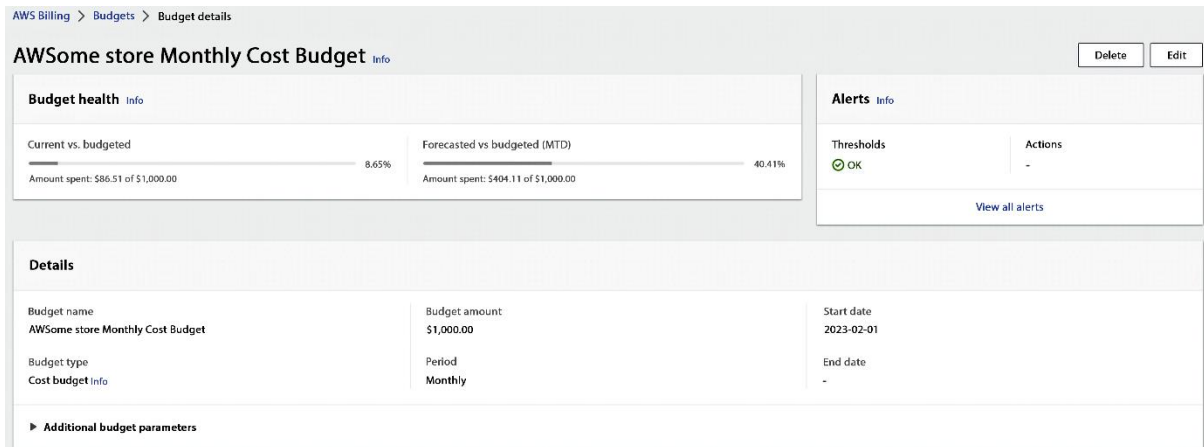 AWS Billing > Budgets > Budget details
AWSome store Monthly Cost Budget Info
Delete Edit
Budget health Info
Current vs. budgeted
8.65%
Amount spent: $86.51 of $1,000.00
Forecasted vs budgeted (MTD)
40.41%
Amount spent: $404.11 of $1,000.00
Alerts Info
Thresholds
OK
Actions
-
View all alerts
Details
Budget name
AWSome store Monthly Cost Budget
Budget type
Cost budget Info
Budget amount
$1,000.00
Period
Monthly
Start date
2023-02-01
End date
-
Additional budget parameters